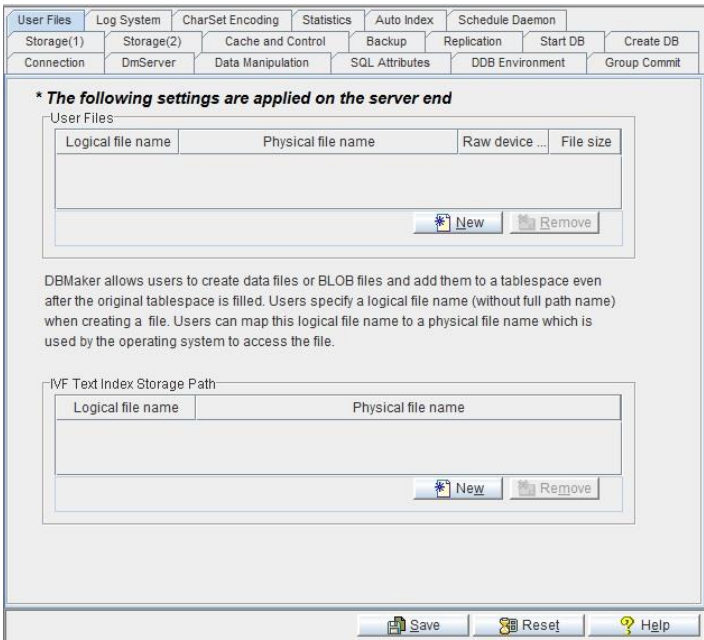 User Files Log System CharSet Encoding Statistics Auto Index Schedule Daemon
Storage(1) Storage(2) Cache and Control Backup Replication Start DB Create DB
Connection DmServer Data Manipulation SQL Attributes DDB Environment Group Commit
* The following settings are applied on the server end
User Files
Logical file name Physical file name Raw device ... File size
New Remove
DBMaker allows users to create data files or BLOB files and add them to a tablespace even
after the original tablespace is filled. Users specify a logical file name (without full path name)
when creating a file. Users can map this logical file name to a physical file name which is
used by the operating system to access the file.
IVF Text Index Storage Path
Logical file name Physical file name
New Remove
Save Reset Help